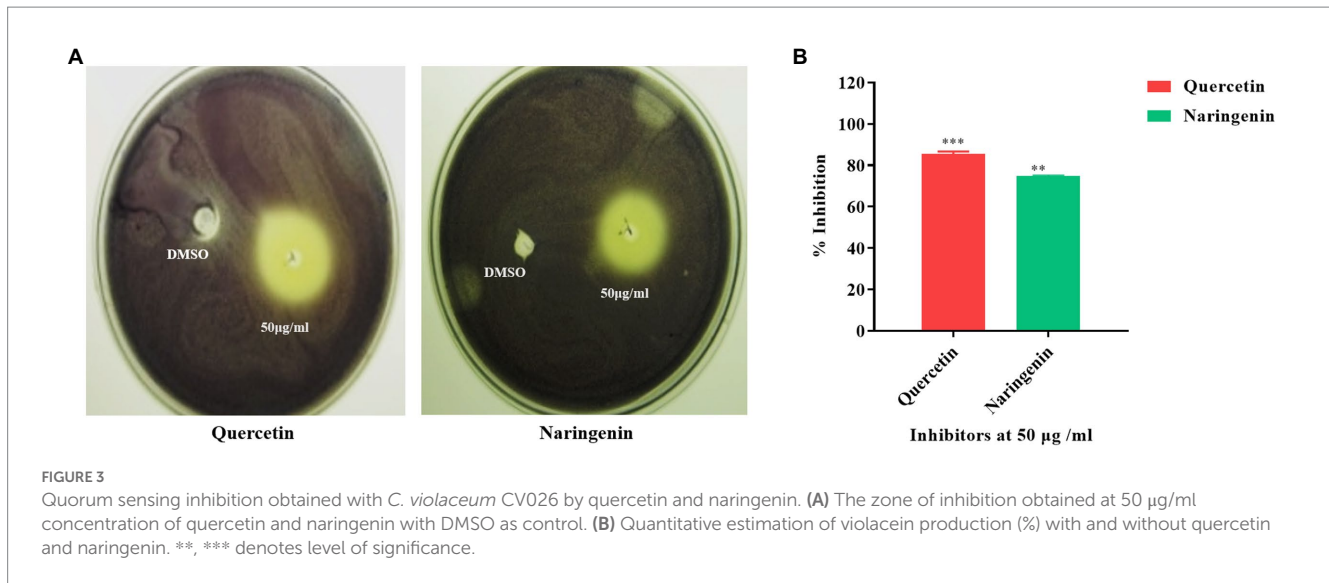 A
DMSO
50µg/ml
Quercetin
DMSO
50µg/ml
Naringenin
B
120
100
80
60
40
20
0
% Inhibition
***
**
Quercetin
Naringenin
Inhibitors at 50 µg /ml
Quercetin
Naringenin
FIGURE 3
Quorum sensing inhibition obtained with C. violaceum CV026 by quercetin and naringenin. (A) The zone of inhibition obtained at 50 µg/ml
concentration of quercetin and naringenin with DMSO as control. (B) Quantitative estimation of violacein production (%) with and without quercetin
and naringenin. **, *** denotes level of significance.